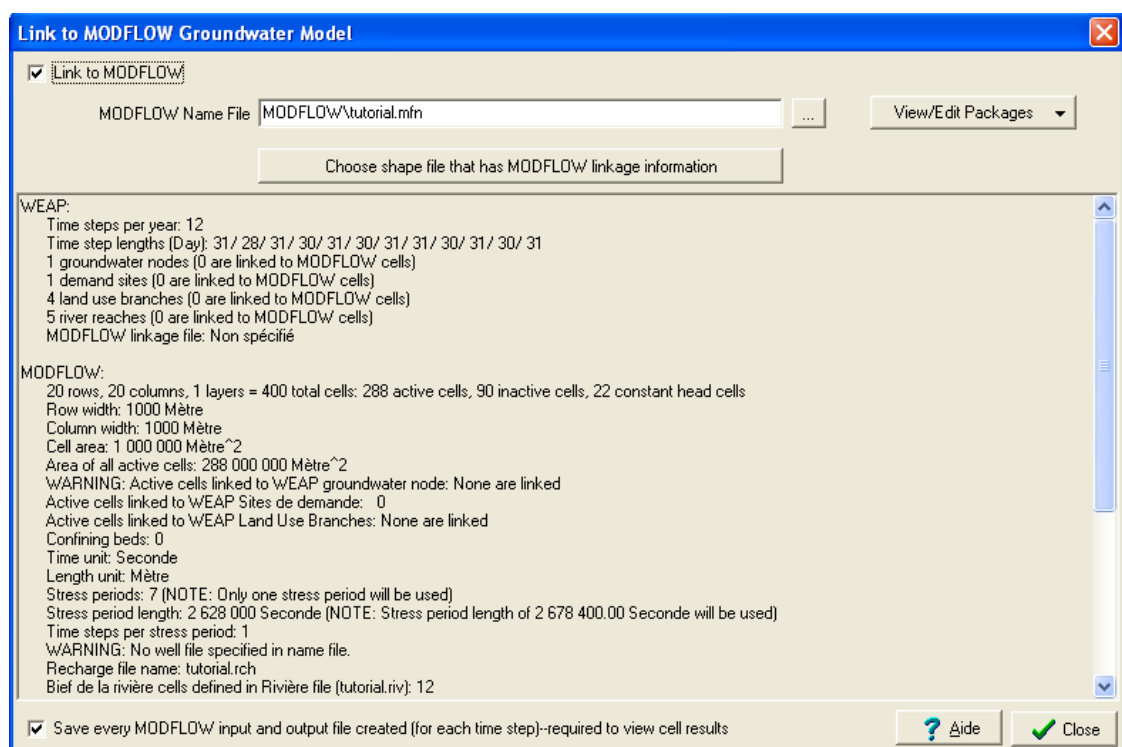 Link to MODFLOW Groundwater Model
Link to MODFLOW
MODFLOW Name File MODFLOW\tutorial.mfn ... View/Edit Packages
Choose shape file that has MODFLOW linkage information
WEAP:
Time steps per year: 12
Time step lengths (Day): 31/ 28/ 31/ 30/ 31/ 30/ 31/ 31/ 30/ 31/ 30/ 31
1 groundwater nodes (0 are linked to MODFLOW cells)
1 demand sites (0 are linked to MODFLOW cells)
4 land use branches (0 are linked to MODFLOW cells)
5 river reaches (0 are linked to MODFLOW cells)
MODFLOW linkage file: Non spécifié
MODFLOW:
20 rows, 20 columns, 1 layers = 400 total cells: 288 active cells, 90 inactive cells, 22 constant head cells
Row width: 1000 Mètre
Column width: 1000 Mètre
Cell area: 1 000 000 Mètre^2
Area of all active cells: 288 000 000 Mètre^2
WARNING: Active cells linked to WEAP groundwater node: None are linked
Active cells linked to WEAP Sites de demande: 0
Active cells linked to WEAP Land Use Branches: None are linked
Confining beds: 0
Time unit: Seconde
Length unit: Mètre
Stress periods: 7 (NOTE: Only one stress period will be used)
Stress period length: 2 628 000 Seconde (NOTE: Stress period length of 2 678 400.00 Seconde will be used)
Time steps per stress period: 1
WARNING: No well file specified in name file.
Recharge file name: tutorial.rch
Bief de la rivière cells defined in Rivière file (tutorial.riv): 12
Save every MODFLOW input and output file created (for each time step)--required to view cell results
? Aide
Close